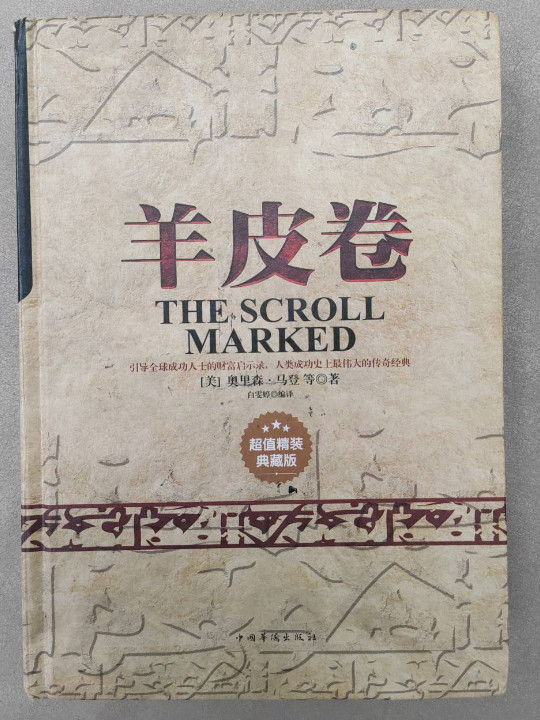 羊皮卷
THE SCROLL
MARKED
引导全球成功人士的财富启示录，人类成功史上最伟大的传奇经典
[美] 奥里森·马登 等◎著
白雯婷◎编译
超值精装
典藏版
中国华侨出版社